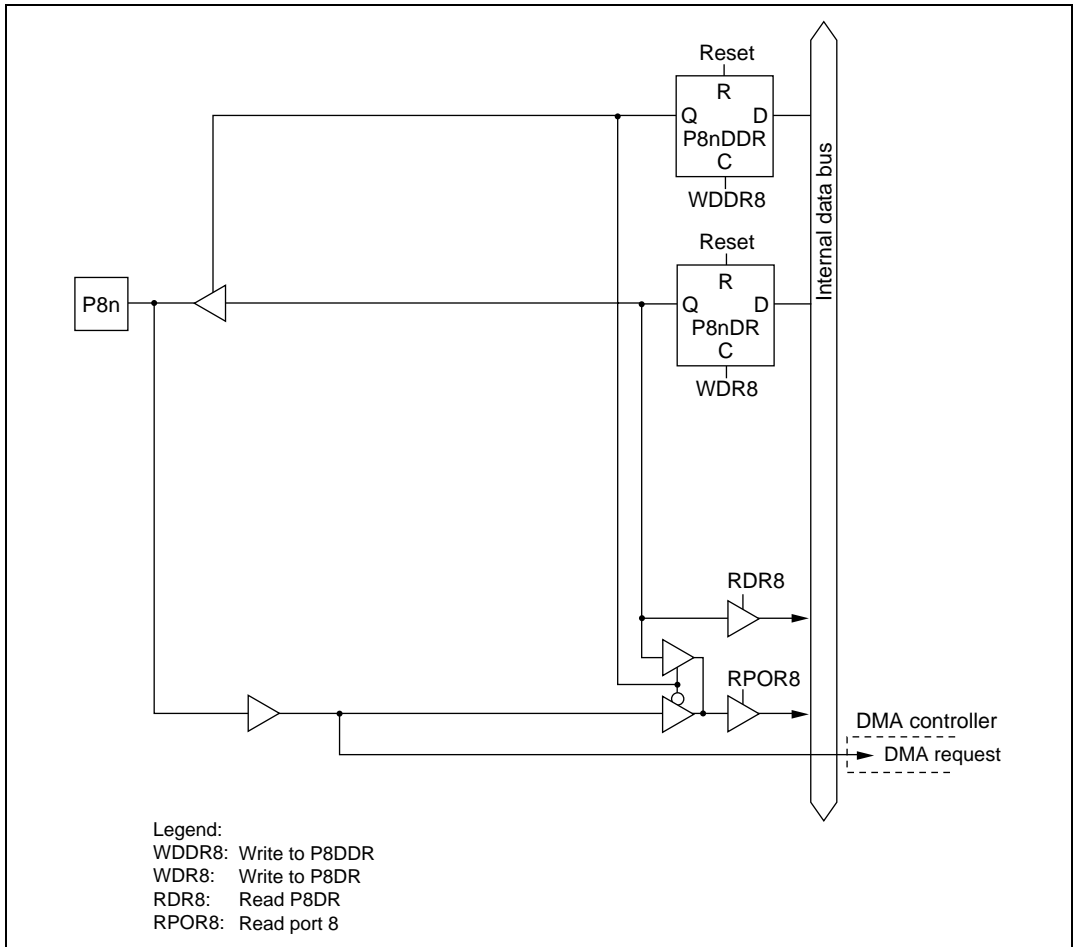 Reset
R
Q D
P8nDDR
C
WDDR8
Internal data bus
Reset
R
P8n
Q D
P8nDR
C
WDR8
RDR8
RPOR8
DMA controller
DMA request
Legend:
WDDR8: Write to P8DDR
WDR8: Write to P8DR
RDR8: Read P8DR
RPOR8: Read port 8